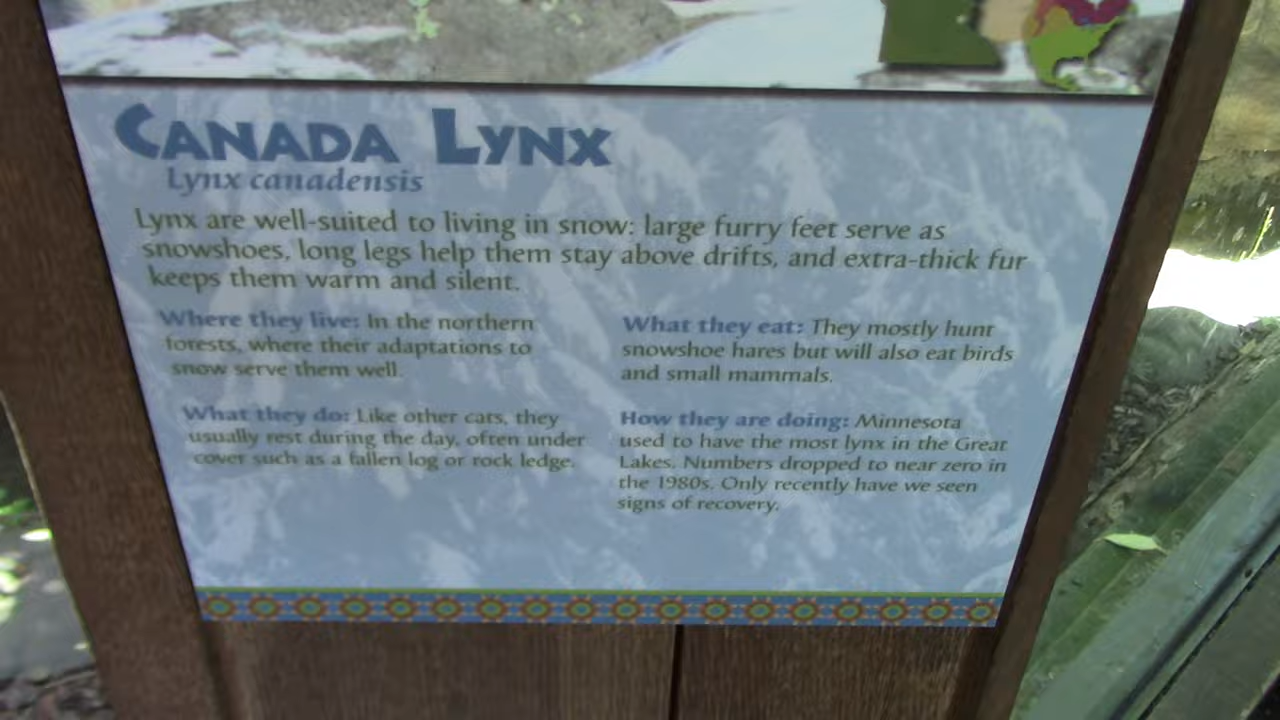 CANADA LYNX
Lynx canadensis
Lynx are well-suited to living in snow: large furry feet serve as
snowshoes, long legs help them stay above drifts, and extra-thick fur
keeps them warm and silent.
Where they live: In the northern
forests, where their adaptations to
snow serve them well.
What they do: Like other cats, they
usually rest during the day, often under
cover such as a fallen log or rock ledge.
What they eat: They mostly hunt
snowshoe hares but will also eat birds
and small mammals.
How they are doing: Minnesota
used to have the most lynx in the Great
Lakes. Numbers dropped to near zero in
the 1980s. Only recently have we seen
signs of recovery.